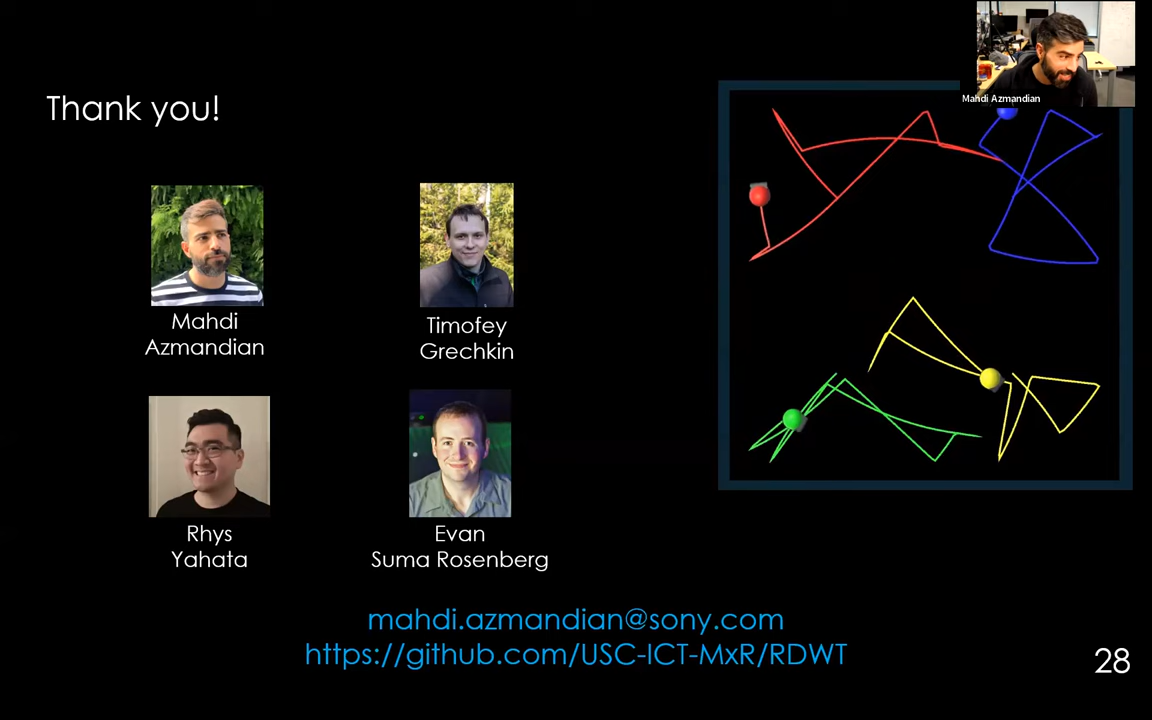 Mahdi Azmandian
Thank you!
Mahdi
Azmandian
Timofey
Grechkin
Rhys
Yahata
Evan
Suma Rosenberg
mahdi.azmandian@sony.com
https://github.com/USC-ICT-MxR/RDWT
28